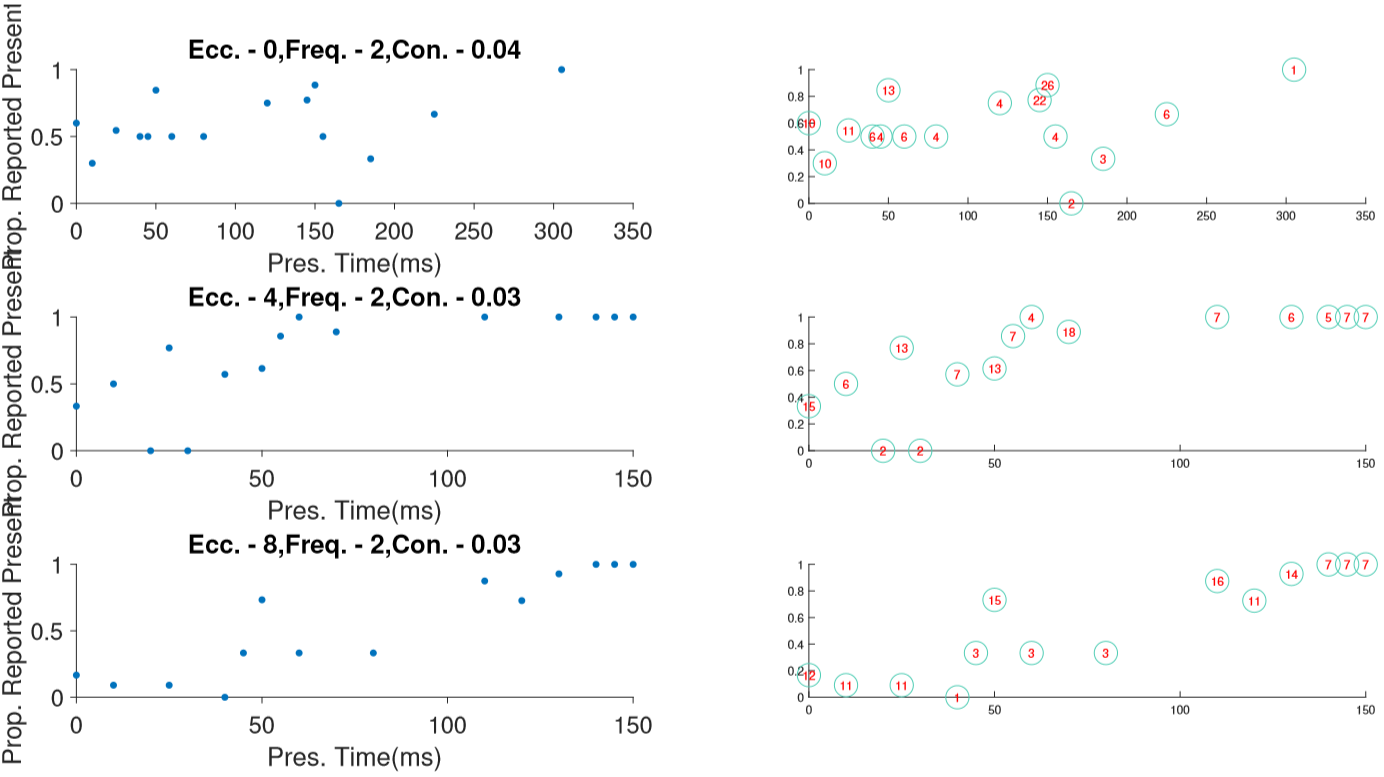 Ecc. - 0,Freq. - 2,Con. - 0.04
Prop. Reported Present
1
0.5
0
0 50 100 150 200 250 300 350
Pres. Time(ms)
1
0.8
0.6
0.4
0.2
0
10 11 6 4 13 6 4 4 22 26 4 2 3 6 1
0 50 100 150 200 250 300 350
Ecc. - 4,Freq. - 2,Con. - 0.03
Prop. Reported Present
1
0.5
0
0 50 100 150
Pres. Time(ms)
1
0.8
0.6
0.4
0.2
0
15 6 2 13 2 7 13 7 4 18 7 6 5 7 7
0 50 100 150
Ecc. - 8,Freq. - 2,Con. - 0.03
Prop. Reported Present
1
0.5
0
0 50 100 150
Pres. Time(ms)
1
0.8
0.6
0.4
0.2
0
12 11 11 1 3 15 3 3 16 11 14 7 7 7
0 50 100 150